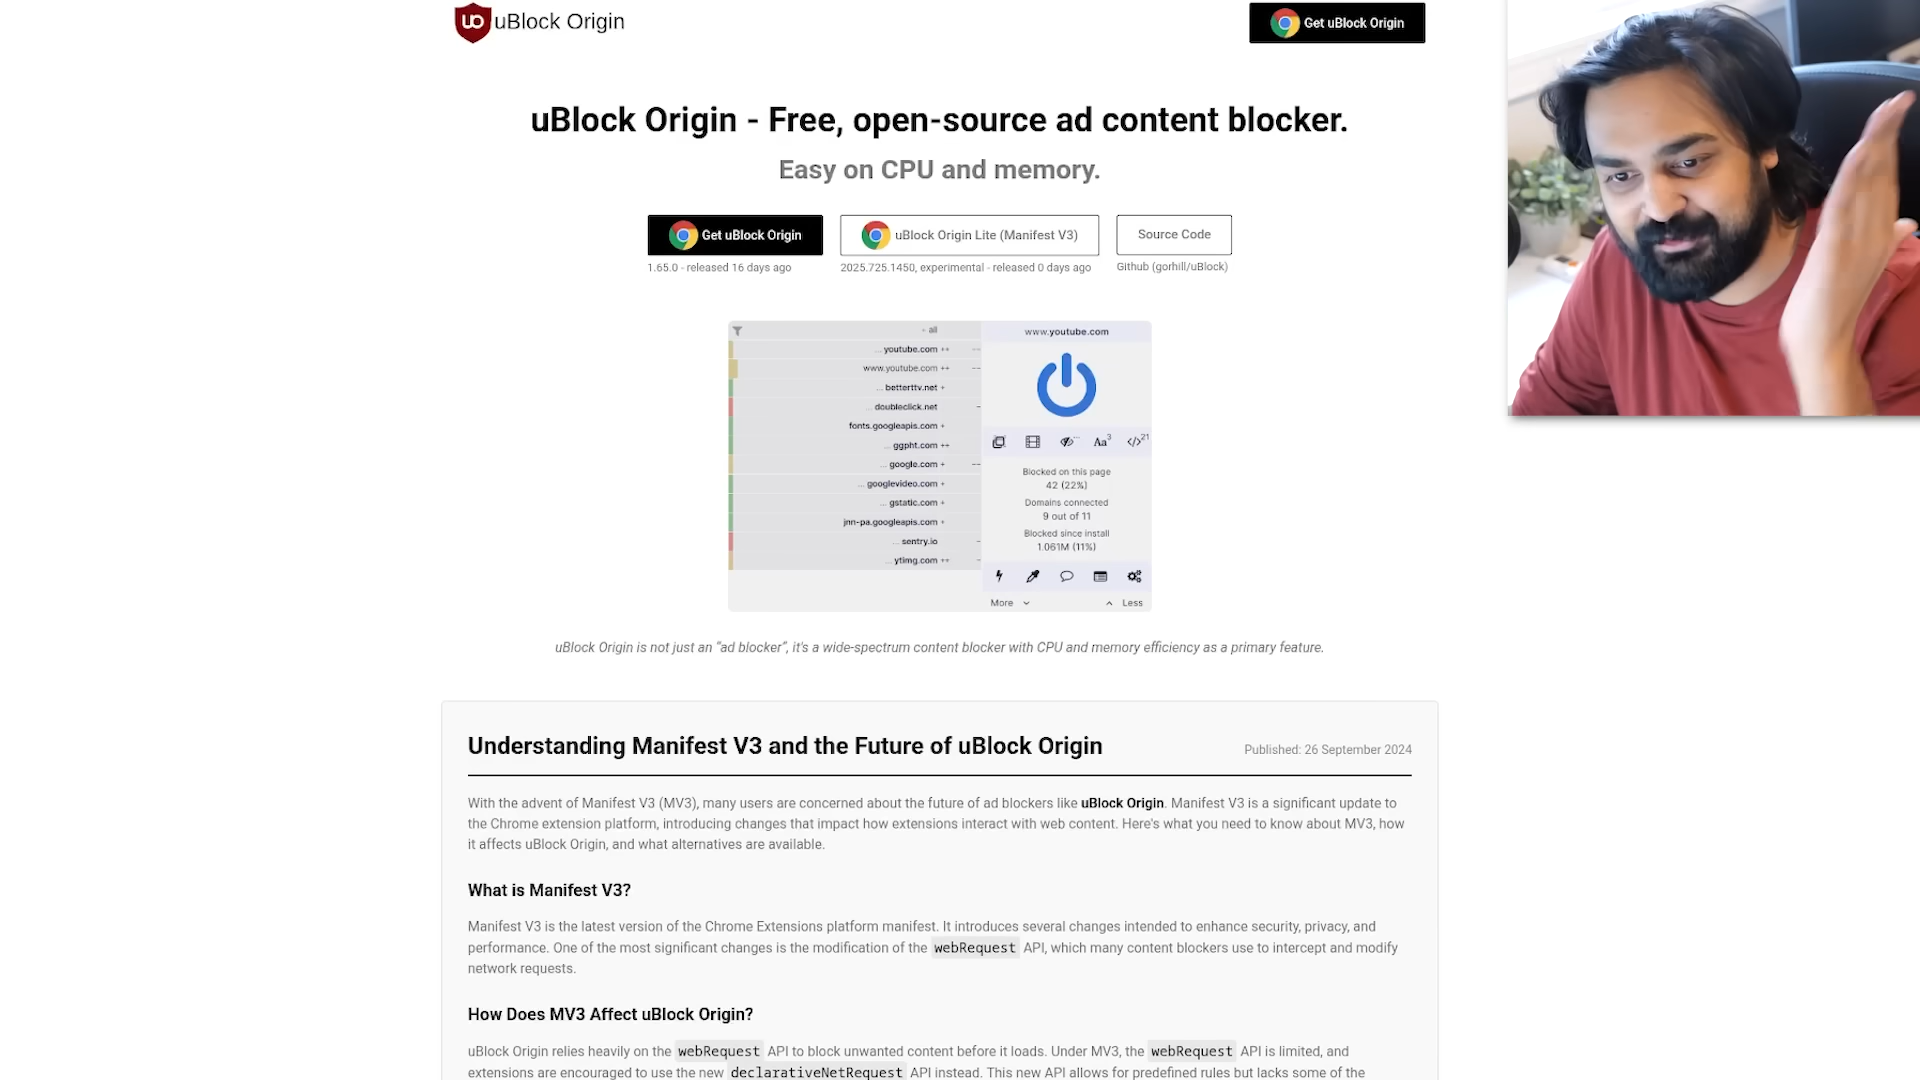 uBlock Origin
Get uBlock Origin
uBlock Origin - Free, open-source ad content blocker.
Easy on CPU and memory.
Get uBlock Origin
uBlock Origin Lite (Manifest V3)
Source Code
1.65.0 - released 16 days ago
2025.725.1450, experimental - released 0 days ago
Github (gorhill/uBlock)
+ all
... youtube.com ++ --
www.youtube.com ++ --
... betterttv.net +
... doubleclick.net -
fonts.googleapis.com +
... ggpht.com ++
... google.com + --
... googlevideo.com +
... gstatic.com +
jnn-pa.googleapis.com +
... sentry.io -
... ytimg.com ++ -
www.youtube.com
Aa 3
</> 21
Blocked on this page
42 (22%)
Domains connected
9 out of 11
Blocked since install
1.061M (11%)
More
Less
uBlock Origin is not just an “ad blocker”, it's a wide-spectrum content blocker with CPU and memory efficiency as a primary feature.
Understanding Manifest V3 and the Future of uBlock Origin
Published: 26 September 2024
With the advent of Manifest V3 (MV3), many users are concerned about the future of ad blockers like uBlock Origin. Manifest V3 is a significant update to
the Chrome extension platform, introducing changes that impact how extensions interact with web content. Here's what you need to know about MV3, how
it affects uBlock Origin, and what alternatives are available.
What is Manifest V3?
Manifest V3 is the latest version of the Chrome Extensions platform manifest. It introduces several changes intended to enhance security, privacy, and
performance. One of the most significant changes is the modification of the webRequest API, which many content blockers use to intercept and modify
network requests.
How Does MV3 Affect uBlock Origin?
uBlock Origin relies heavily on the webRequest API to block unwanted content before it loads. Under MV3, the webRequest API is limited, and
extensions are encouraged to use the new declarativeNetRequest API instead. This new API allows for predefined rules but lacks some of the